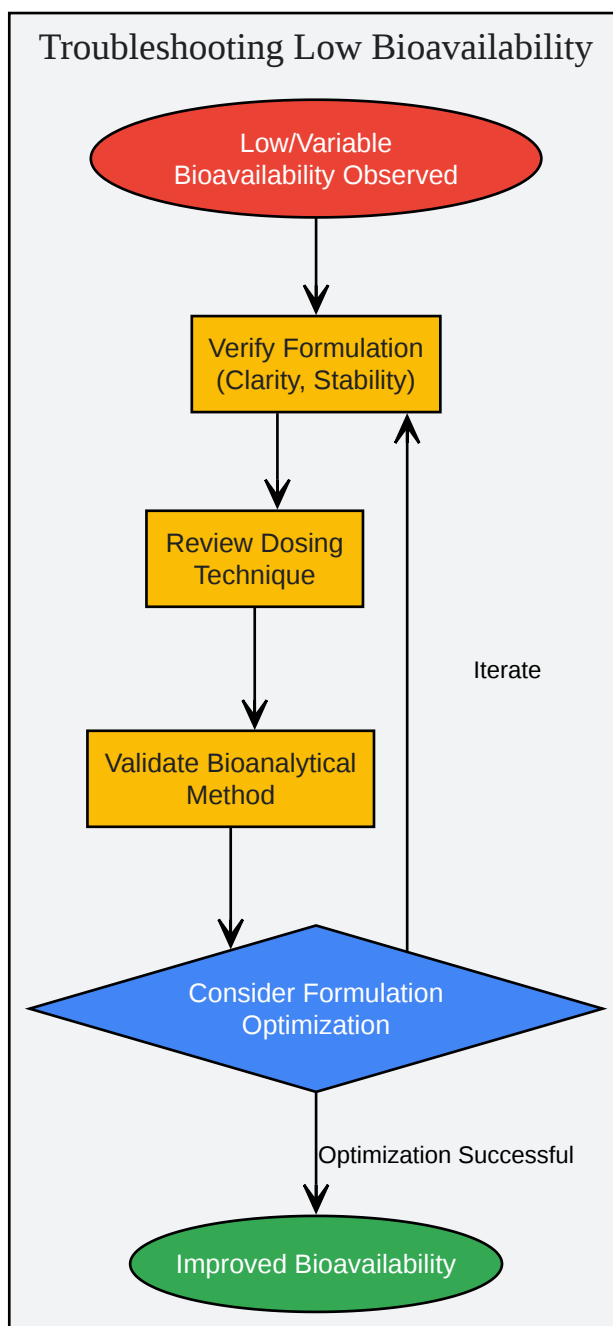 Troubleshooting Low Bioavailability
Low/Variable
Bioavailability Observed
Verify Formulation
(Clarity, Stability)
Review Dosing
Technique
Iterate
Validate Bioanalytical
Method
Consider Formulation
Optimization
Optimization Successful
Improved Bioavailability